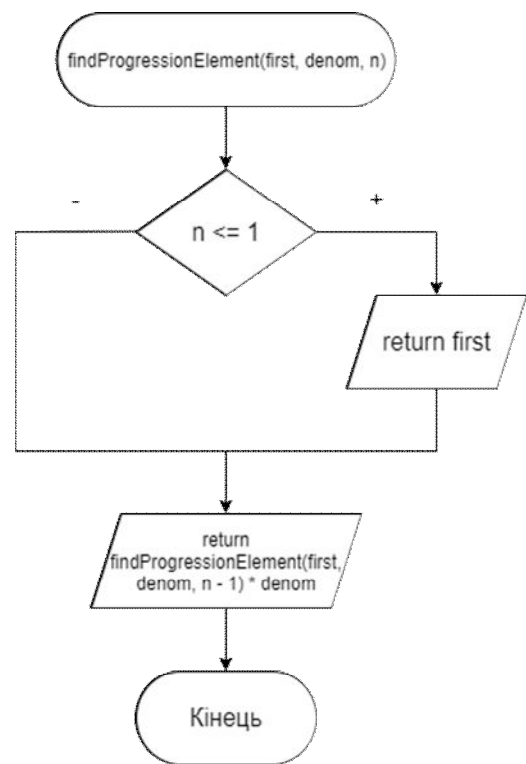 findProgressionElement(first, denom, n)
-
+
n <= 1
return first
return
findProgressionElement(first,
denom, n - 1) * denom
Кінець